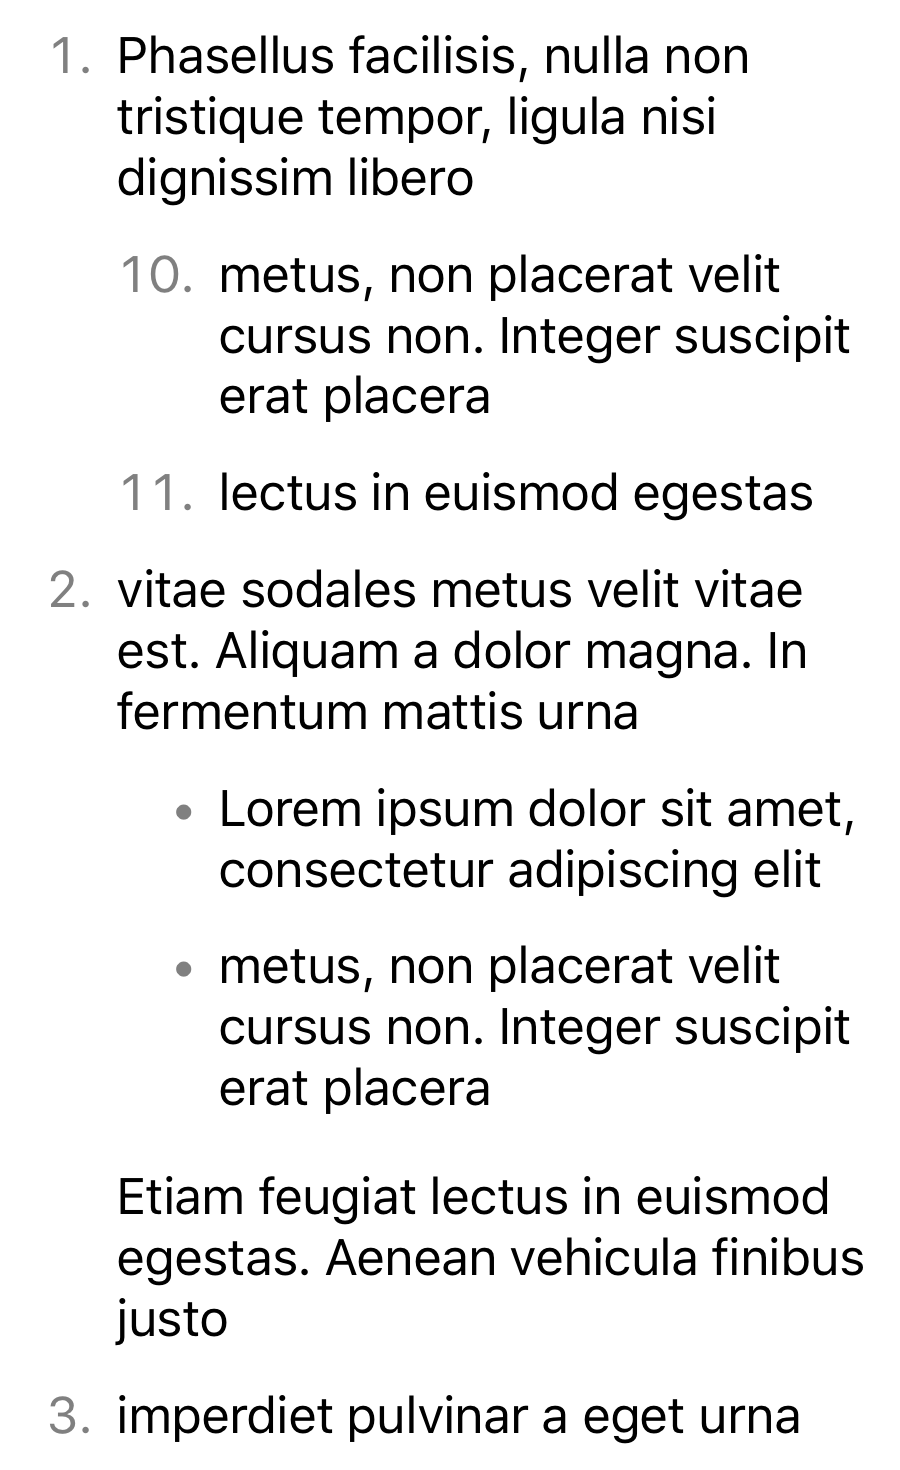 1. Phasellus facilisis, nulla non
tristique tempor, ligula nisi
dignissim libero
10. metus, non placerat velit
cursus non. Integer suscipit
erat placera
11. lectus in euismod egestas
2. vitae sodales metus velit vitae
est. Aliquam a dolor magna. In
fermentum mattis urna
• Lorem ipsum dolor sit amet,
consectetur adipiscing elit
• metus, non placerat velit
cursus non. Integer suscipit
erat placera
Etiam feugiat lectus in euismod
egestas. Aenean vehicula finibus
justo
3. imperdiet pulvinar a eget urna